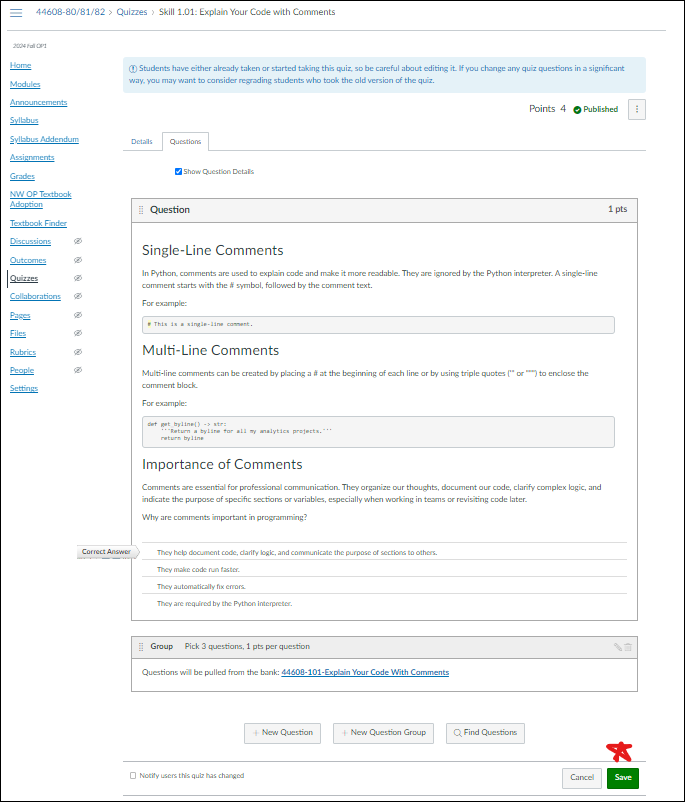 44608-80/81/82 > Quizzes > Skill 1.01: Explain Your Code with Comments
2024 Fall OP1
Home
Modules
Announcements
Syllabus
Syllabus Addendum
Assignments
Grades
NW OP Textbook
Adoption
Textbook Finder
Discussions
Outcomes
Quizzes
Collaborations
Pages
Files
Rubrics
People
Settings
Students have either already taken or started taking this quiz, so be careful about editing it. If you change any quiz questions in a significant
way, you may want to consider regrading students who took the old version of the quiz.
Points 4 Published
Details Questions
Show Question Details
Question 1 pts
Single-Line Comments
In Python, comments are used to explain code and make it more readable. They are ignored by the Python interpreter. A single-line
comment starts with the # symbol, followed by the comment text.
For example:
# This is a single-line comment.
Multi-Line Comments
Multi-line comments can be created by placing a # at the beginning of each line or by using triple quotes (''' or """) to enclose the
comment block.
For example:
def get_byline() -> str:
'''Return a byline for all my analytics projects.'''
return byline
Importance of Comments
Comments are essential for professional communication. They organize our thoughts, document our code, clarify complex logic, and
indicate the purpose of specific sections or variables, especially when working in teams or revisiting code later.
Why are comments important in programming?
Correct Answer They help document code, clarify logic, and communicate the purpose of sections to others.
They make code run faster.
They automatically fix errors.
They are required by the Python interpreter.
Group Pick 3 questions, 1 pts per question
Questions will be pulled from the bank: 44608-101-Explain Your Code With Comments
+ New Question + New Question Group Find Questions
Notify users this quiz has changed
Cancel Save